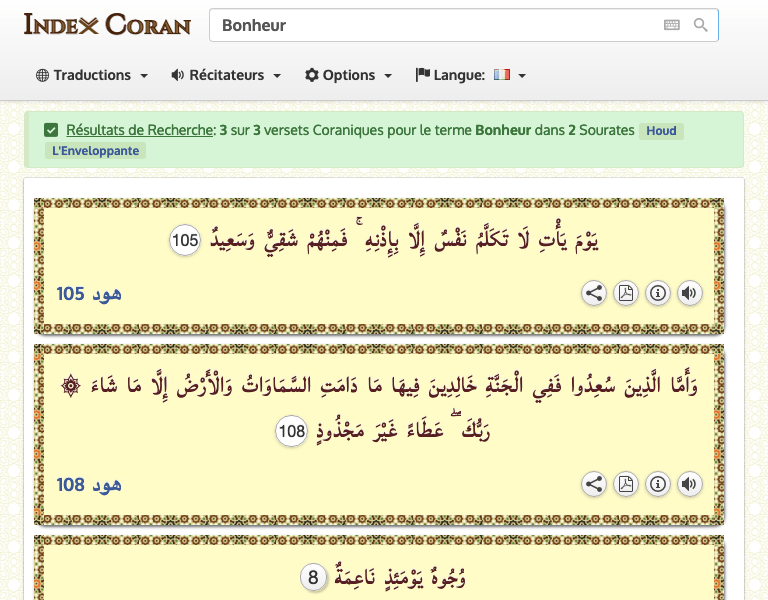 Index Coran
Bonheur
Traductions Récitateurs Options Langue:
Résultats de Recherche: 3 sur 3 versets Coraniques pour le terme Bonheur dans 2 Sourates Houd
L'Enveloppante
يَوْمَ يَأْتِ لَا تَكَلَّمُ نَفْسٌ إِلَّا بِإِذْنِهِ ۚ فَمِنْهُمْ شَقِيٌّ وَسَعِيدٌ 105
هود 105
وَأَمَّا الَّذِينَ سُعِدُوا فَفِي الْجَنَّةِ خَالِدِينَ فِيهَا مَا دَامَتِ السَّمَاوَاتُ وَالْأَرْضُ إِلَّا مَا شَاءَ ۞
رَبُّكَ ۖ عَطَاءً غَيْرَ مَجْذُوذٍ 108
هود 108
وُجُوهٌ يَوْمَئِذٍ نَاعِمَةٌ 8